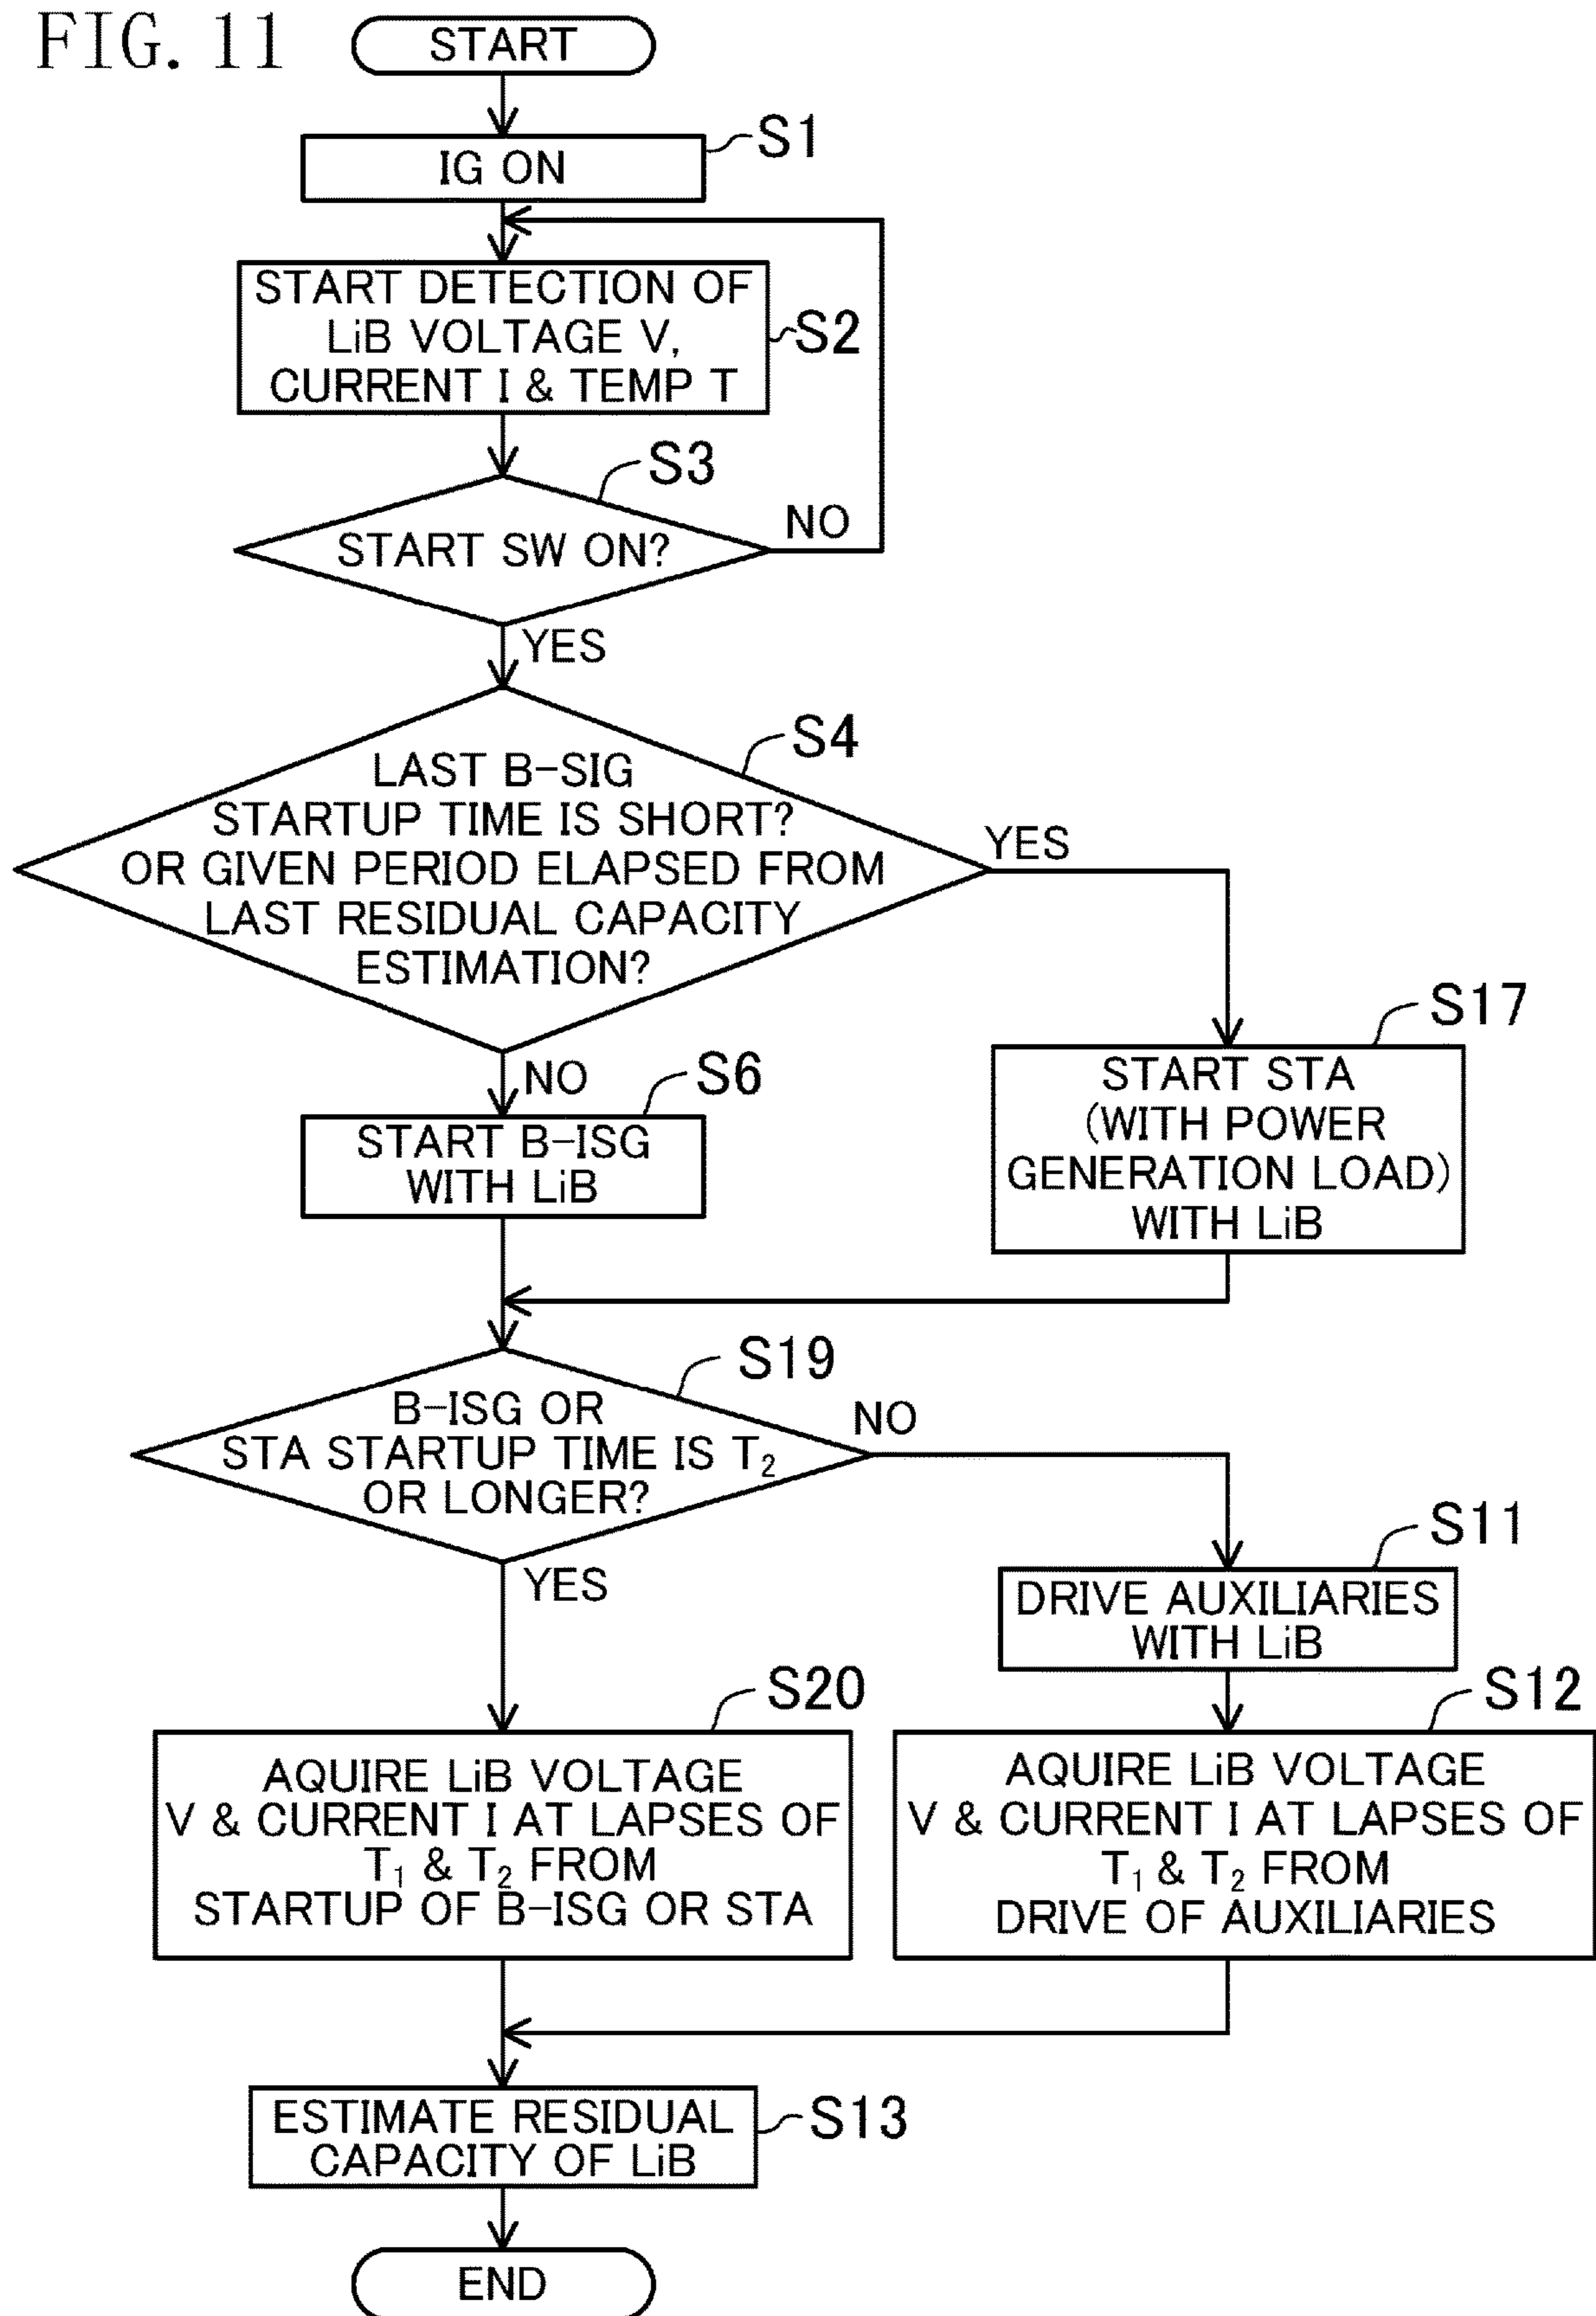 FIG. 11
START
S1
IG ON
START DETECTION OF
LiB VOLTAGE V,
CURRENT I & TEMP T
S2
S3
START SW ON?
NO
YES
S4
LAST B-SIG
STARTUP TIME IS SHORT?
OR GIVEN PERIOD ELAPSED FROM
LAST RESIDUAL CAPACITY
ESTIMATION?
YES
NO
S6
START B-ISG
WITH LiB
S17
START STA
(WITH POWER
GENERATION LOAD)
WITH LiB
S19
B-ISG OR
STA STARTUP TIME IS T₂
OR LONGER?
NO
YES
S11
DRIVE AUXILIARIES
WITH LiB
S20
AQUIRE LiB VOLTAGE
V & CURRENT I AT LAPSES OF
T₁ & T₂ FROM
STARTUP OF B-ISG OR STA
S12
AQUIRE LiB VOLTAGE
V & CURRENT I AT LAPSES OF
T₁ & T₂ FROM
DRIVE OF AUXILIARIES
ESTIMATE RESIDUAL
CAPACITY OF LiB
S13
END